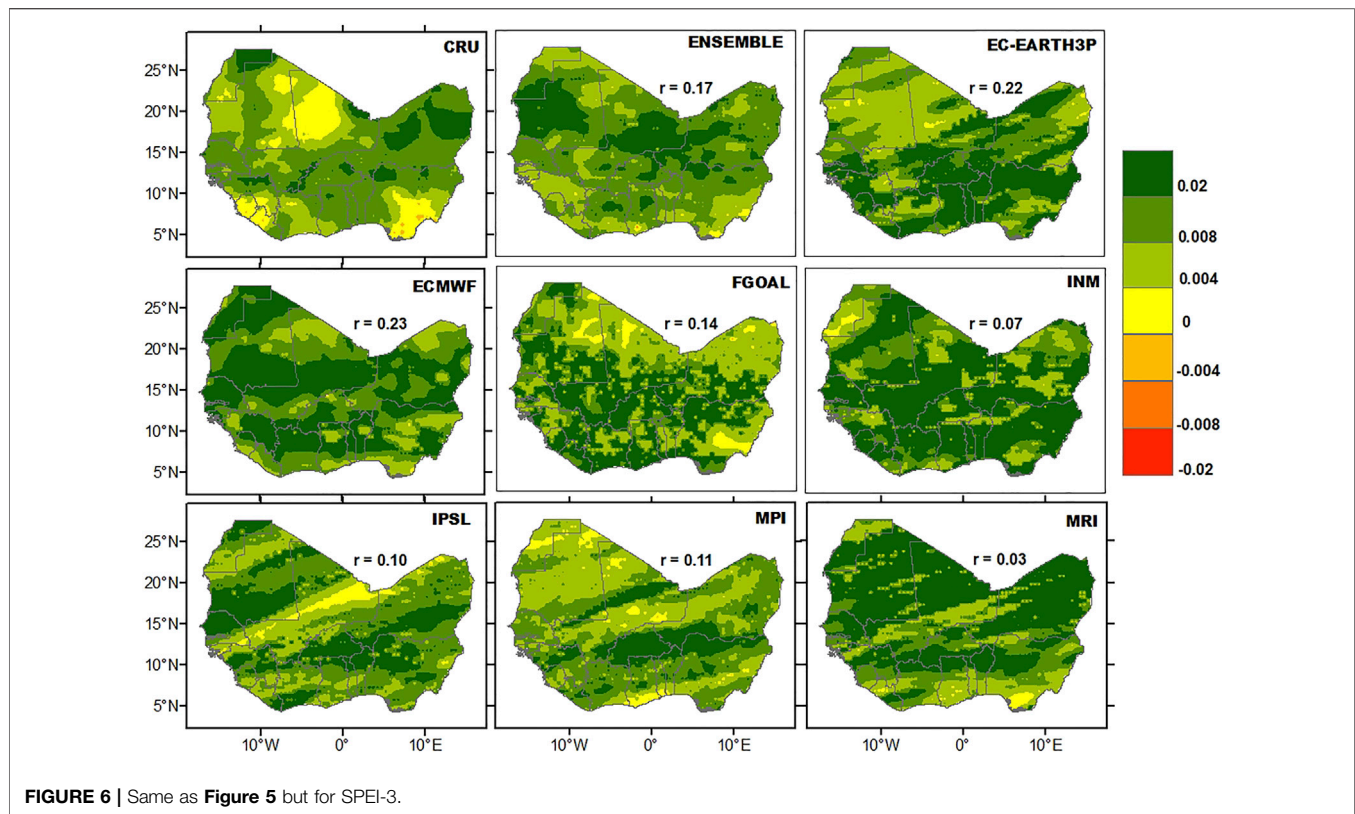 CRU
ENSEMBLE
EC-EARTH3P
25°N
20°N
15°N
10°N
5°N
r = 0.17
r = 0.22
ECMWF
FGOAL
INM
25°N
20°N
15°N
10°N
5°N
r = 0.23
r = 0.14
r = 0.07
IPSL
MPI
MRI
25°N
20°N
15°N
10°N
5°N
r = 0.10
r = 0.11
r = 0.03
10°W
0°
10°E
10°W
0°
10°E
10°W
0°
10°E
0.02
0.008
0.004
0
-0.004
-0.008
-0.02
FIGURE 6 | Same as Figure 5 but for SPEI-3.